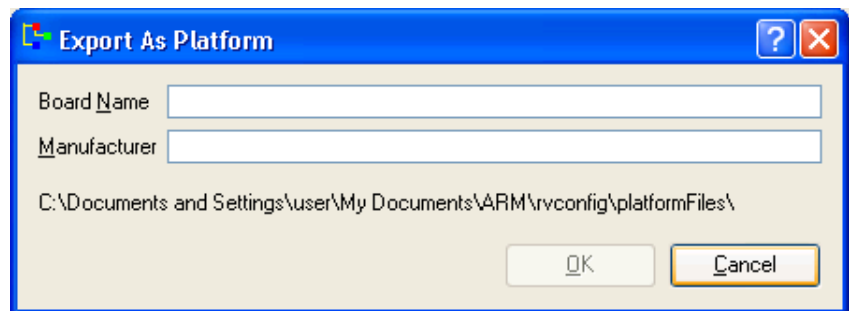 Export As Platform
Board Name
Manufacturer
C:\Documents and Settings\user\My Documents\ARM\rvconfig\platformFiles\
OK Cancel